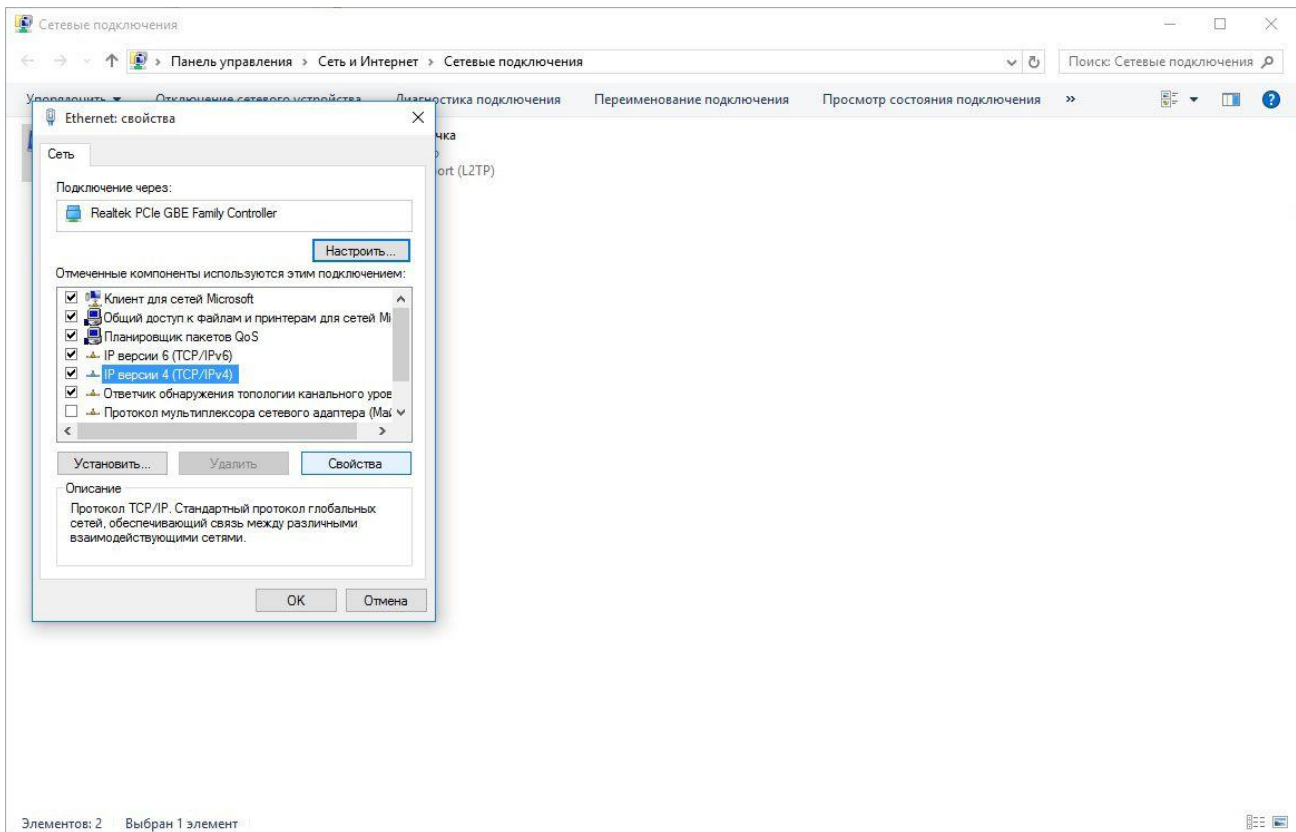 Сетевые подключения
Панель управления › Сеть и Интернет › Сетевые подключения
Поиск: Сетевые подключения
Упорядочить Отключение сетевого устройства Диагностика подключения Переименование подключения Просмотр состояния подключения »
Ethernet: свойства
чка
ort (L2TP)
Сеть
Подключение через:
Realtek PCIe GBE Family Controller
Настроить...
Отмеченные компоненты используются этим подключением:
Клиент для сетей Microsoft
Общий доступ к файлам и принтерам для сетей Mi
Планировщик пакетов QoS
IP версии 6 (TCP/IPv6)
IP версии 4 (TCP/IPv4)
Ответчик обнаружения топологии канального уров
Протокол мультиплексора сетевого адаптера (Май
Установить... Удалить Свойства
Описание
Протокол TCP/IP. Стандартный протокол глобальных
сетей, обеспечивающий связь между различными
взаимодействующими сетями.
OK Отмена
Элементов: 2 Выбран 1 элемент